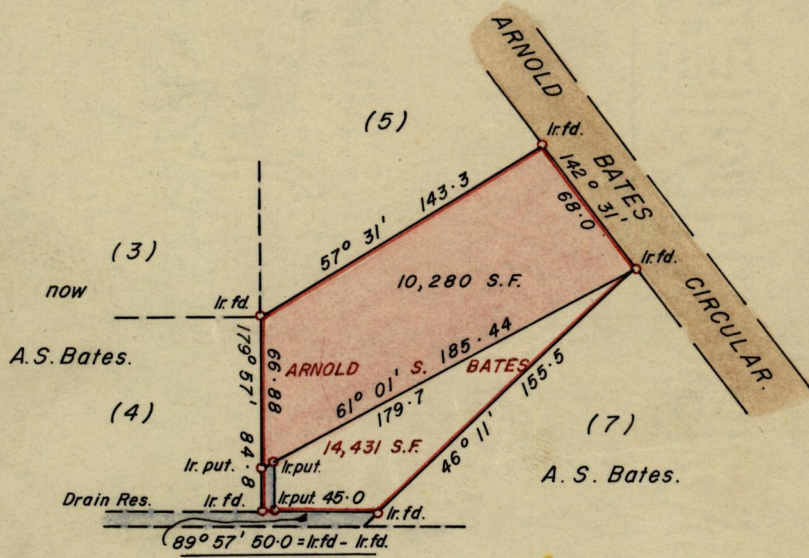 ARNOLD BATES CIRCULAR.
(5)
Ir.fd.
142° 31'
68.0
57° 31' 143.3
(3)
now
Ir.fd.
10,280 S.F.
Ir.fd.
A.S.Bates.
179° 57' 66.88
84.8
ARNOLD S. BATES
61° 01' 185.44
179.7
155.5
46° 11'
(4)
(7)
14,431 S.F.
A. S. Bates.
Ir. put.
Ir.put.
Drain Res.
Ir. fd.
Ir.put 45.0
Ir.fd.
89° 57' 50.0 = Ir.fd - Ir.fd.